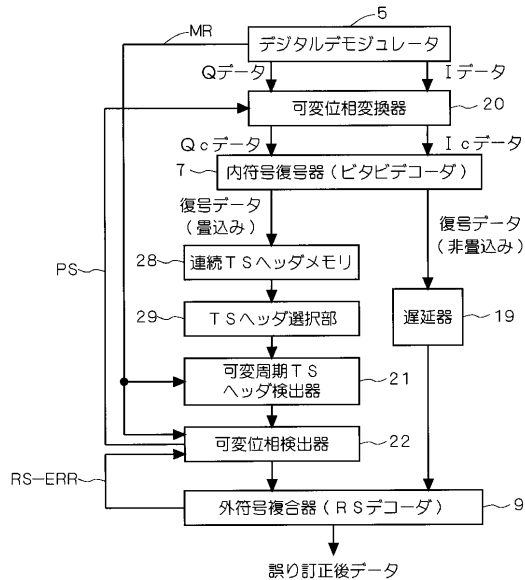 5
MR
デジタルデモジュレータ
Qデータ
Iデータ
可変位相変換器
20
Qcデータ
Icデータ
7
内符号復号器(ビタビデコーダ)
復号データ
(畳込み)
復号データ
(非畳込み)
28
連続TSヘッダメモリ
PS
29
TSヘッダ選択部
遅延器
19
可変周期TS
ヘッダ検出器
21
可変位相検出器
22
RS-ERR
外符号複合器(RSデコーダ)
9
誤り訂正後データ